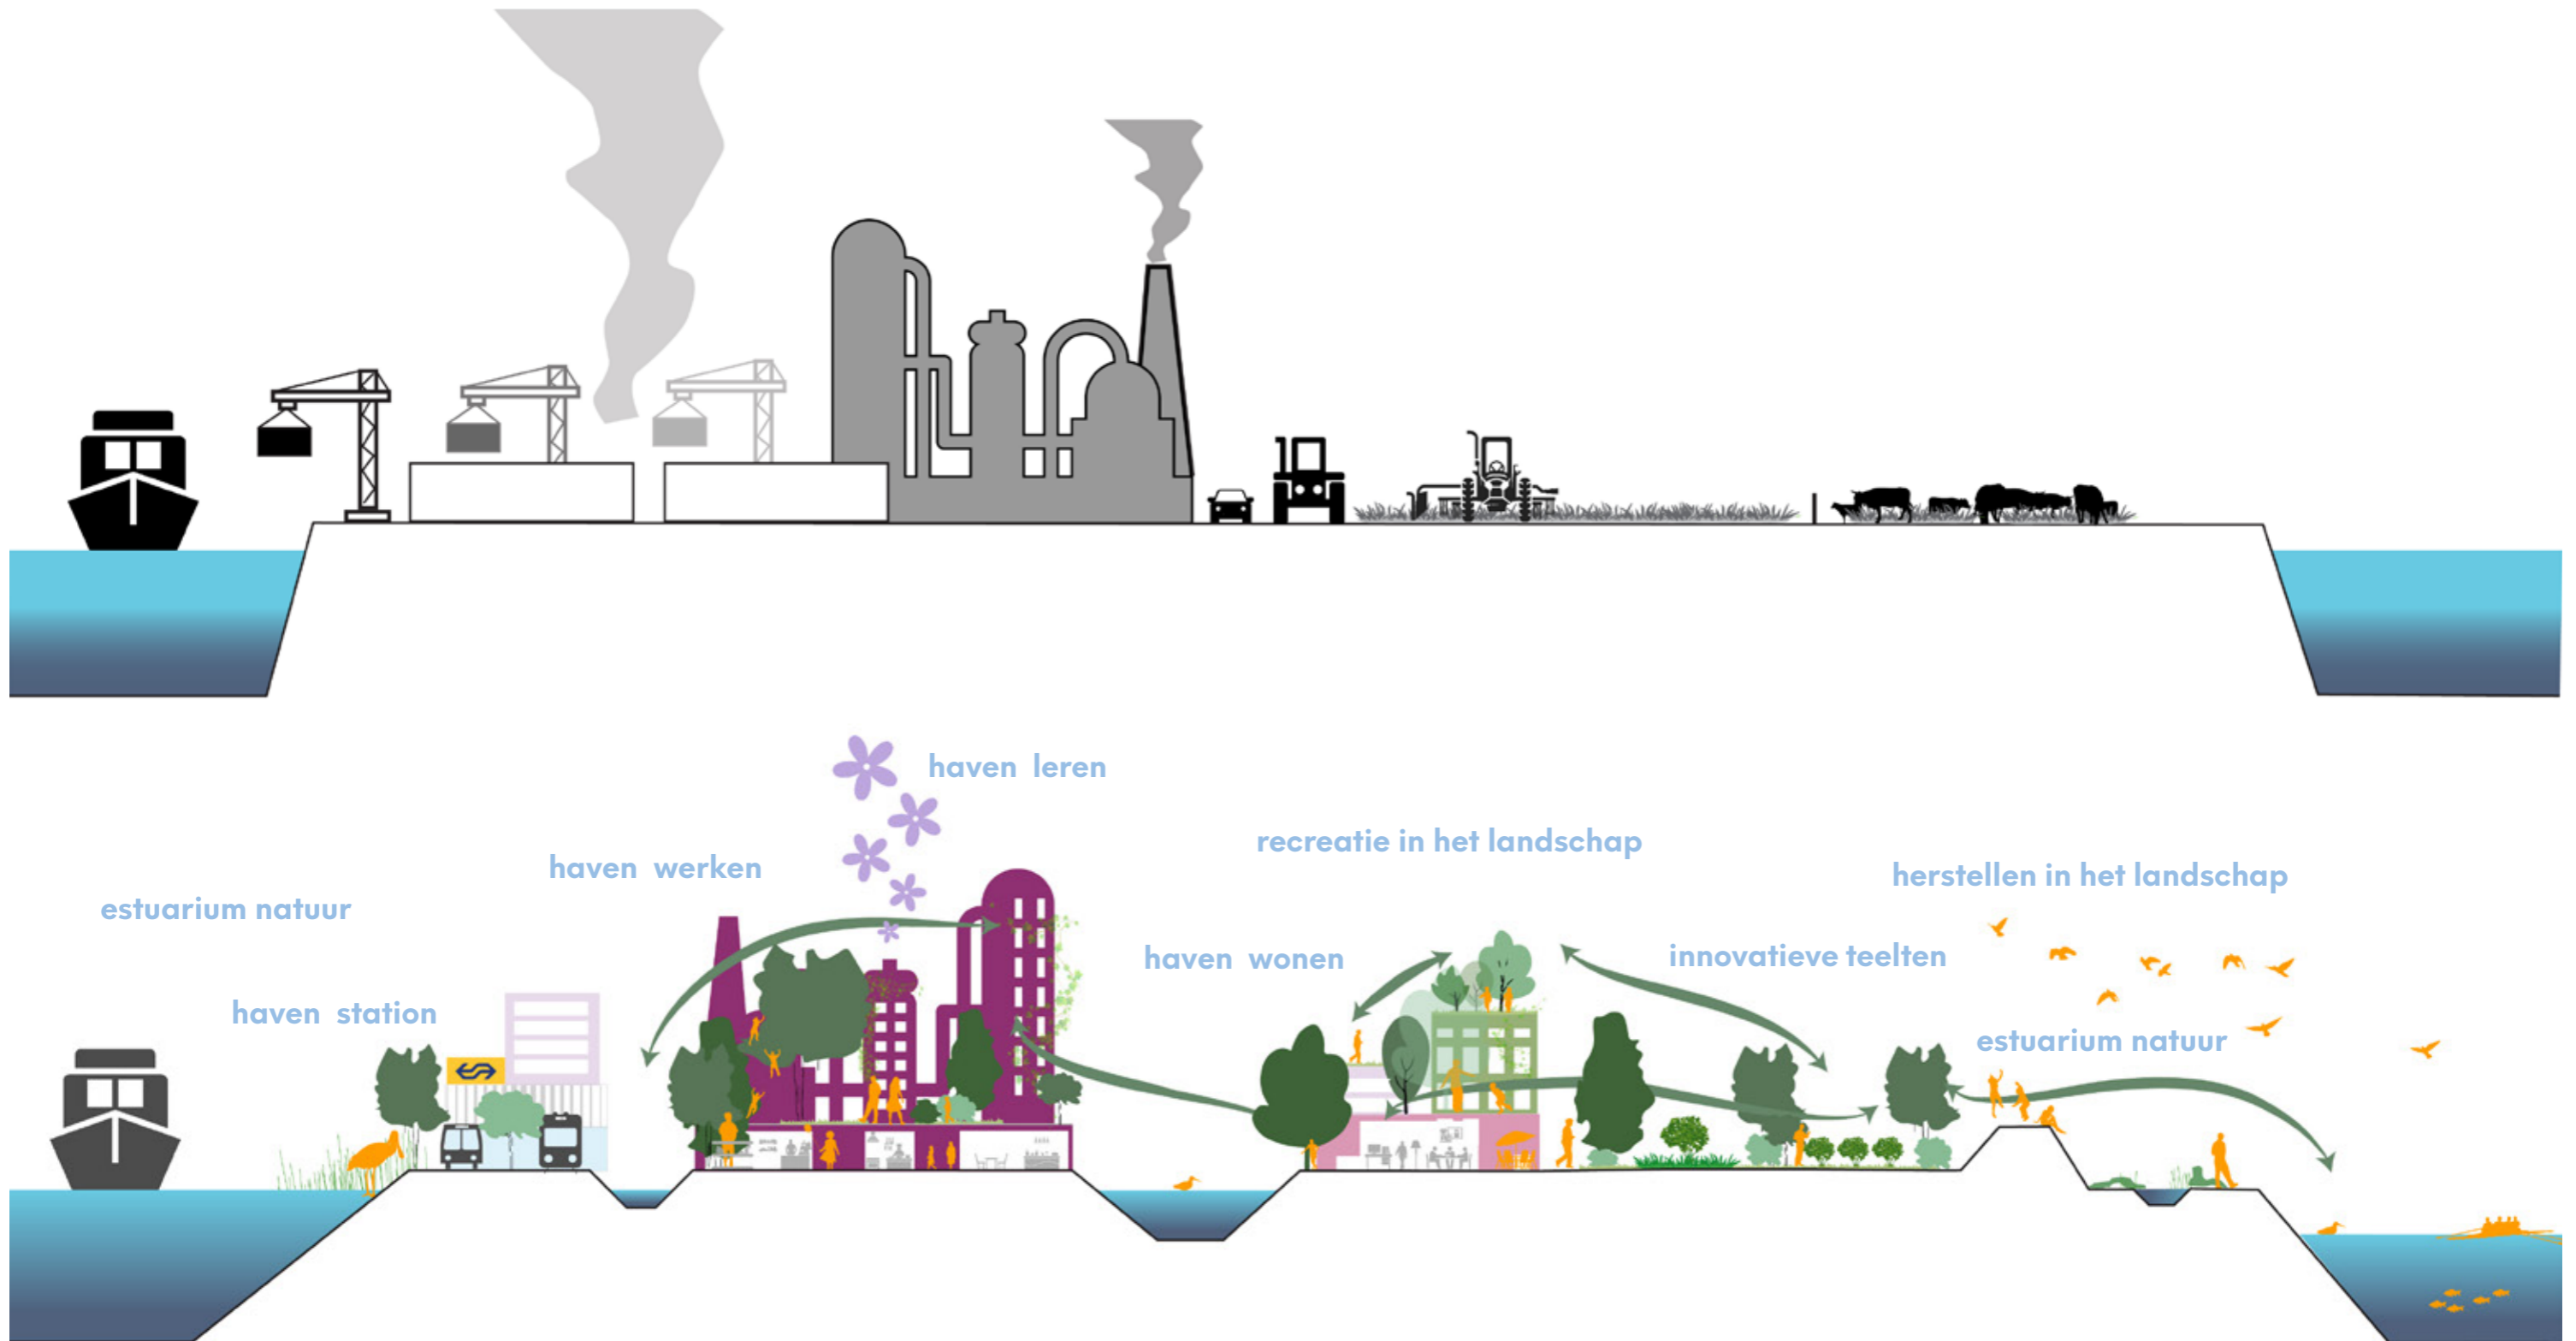 haven leren
recreatie in het landschap
haven werken
herstellen in het landschap
estuarium natuur
haven wonen
innovatieve teelten
haven station
estuarium natuur